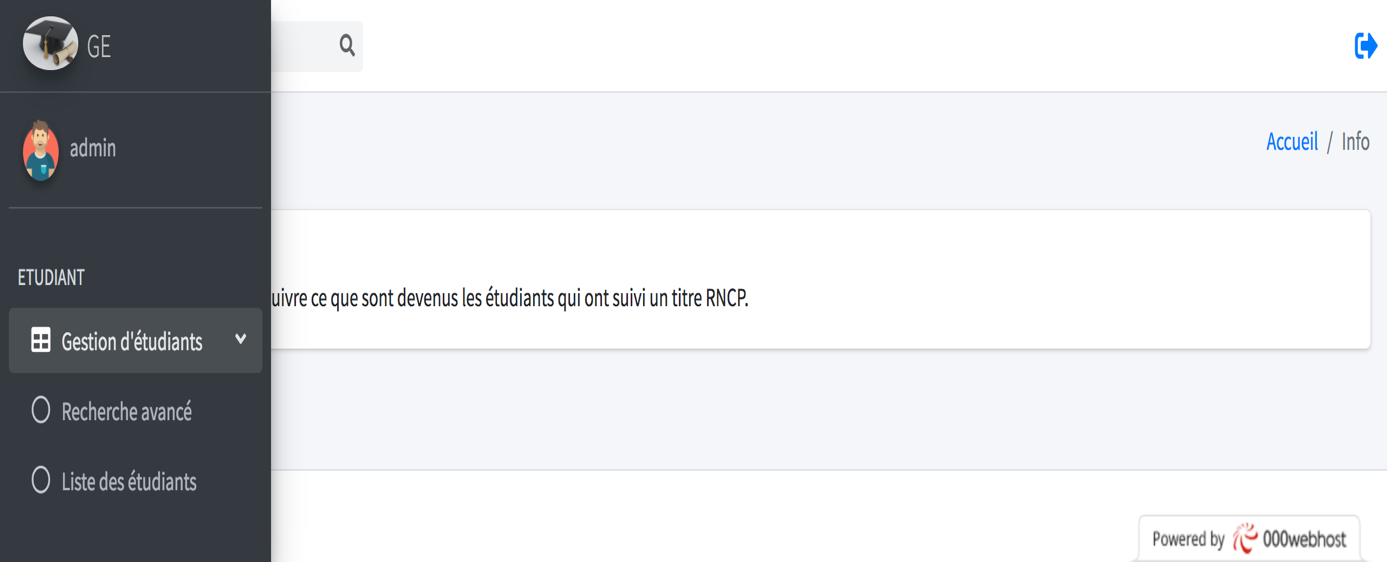 GE
admin
Accueil / Info
ETUDIANT
uivre ce que sont devenus les étudiants qui ont suivi un titre RNCP.
Gestion d'étudiants
Recherche avancé
Liste des étudiants
Powered by 000webhost